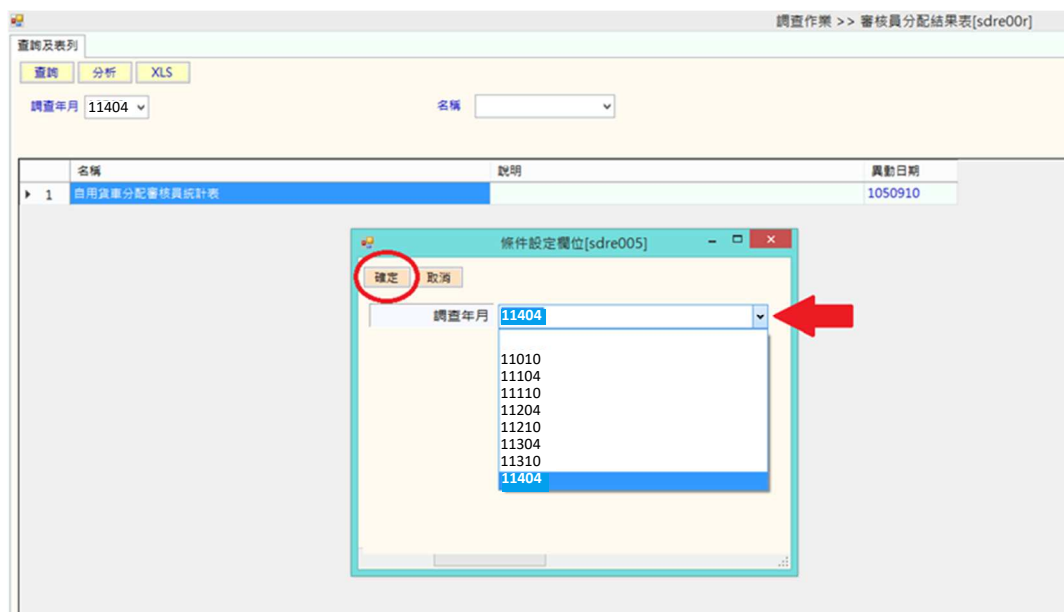 調查作業 >> 審核員分配結果表[sdre00r]
查詢及表列
查詢 分析 XLS
調查年月 11404 名稱
名稱 說明 異動日期
1 自用貨車分配審核員統計表 1050910
條件設定欄位[sdre005]
確定 取消
調查年月 11404
11010
11104
11110
11204
11210
11304
11310
11404